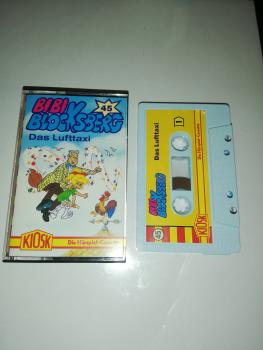 BIBI
BLOCKSBERG
45
Das Lufttaxi
KIOSK
Die Hörspiel-Cassette
Das Lufttaxi
1
BIBI
BLOCKSBERG
Die Hörspiel-Cassette
45
KIOSK